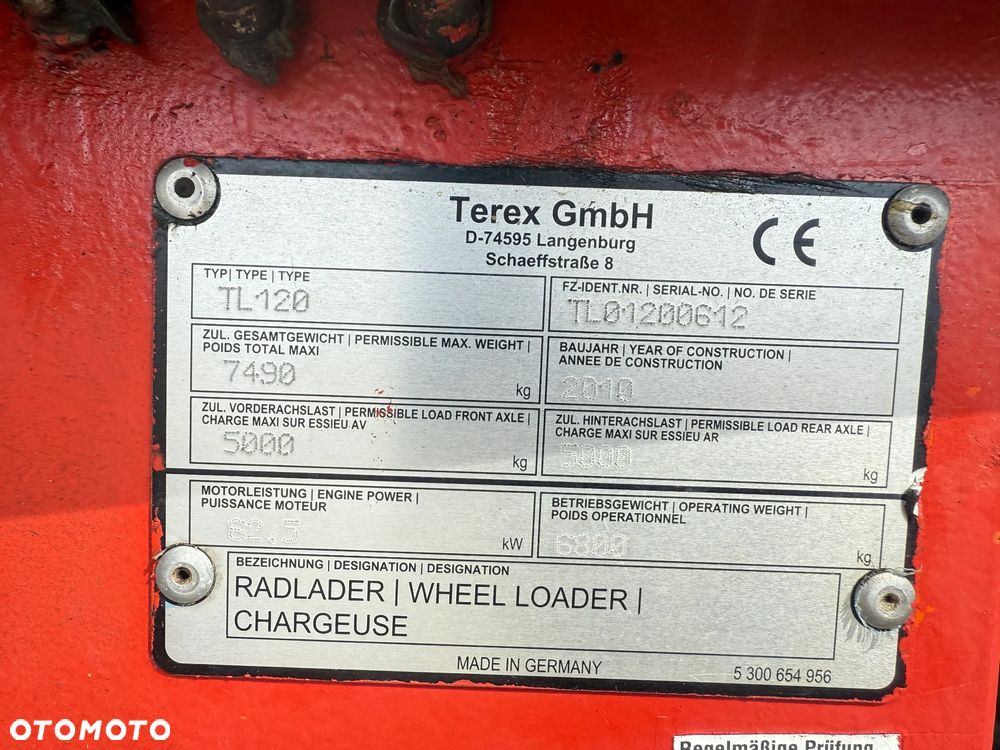 Terex GmbH
D-74595 Langenburg
Schaeffstraße 8
CE
TYP| TYPE | TYPE
TL120
FZ-IDENT.NR. | SERIAL-NO. | NO. DE SERIE
TL01200612
ZUL. GESAMTGEWICHT | PERMISSIBLE MAX. WEIGHT |
POIDS TOTAL MAXI
7490
kg
BAUJAHR | YEAR OF CONSTRUCTION |
ANNEE DE CONSTRUCTION
2010
ZUL. VORDERACHSLAST | PERMISSIBLE LOAD FRONT AXLE |
CHARGE MAXI SUR ESSIEU AV
5000
kg
ZUL. HINTERACHSLAST | PERMISSIBLE LOAD REAR AXLE |
CHARGE MAXI SUR ESSIEU AR
5000
kg
MOTORLEISTUNG | ENGINE POWER |
PUISSANCE MOTEUR
62,5
kW
BETRIEBSGEWICHT | OPERATING WEIGHT |
POIDS OPERATIONNEL
6800
kg
BEZEICHNUNG | DESIGNATION | DESIGNATION
RADLADER | WHEEL LOADER |
CHARGEUSE
MADE IN GERMANY
5 300 654 956
Regelmäßige Prüfung
OTOMOTO